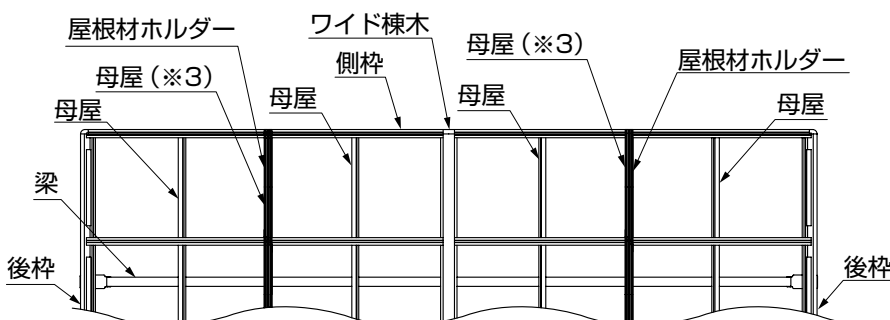 屋根材ホルダー
ワイド棟木
母屋（※3）
屋根材ホルダー
母屋（※3）
側枠
母屋
母屋
母屋
母屋
梁
後枠
後枠